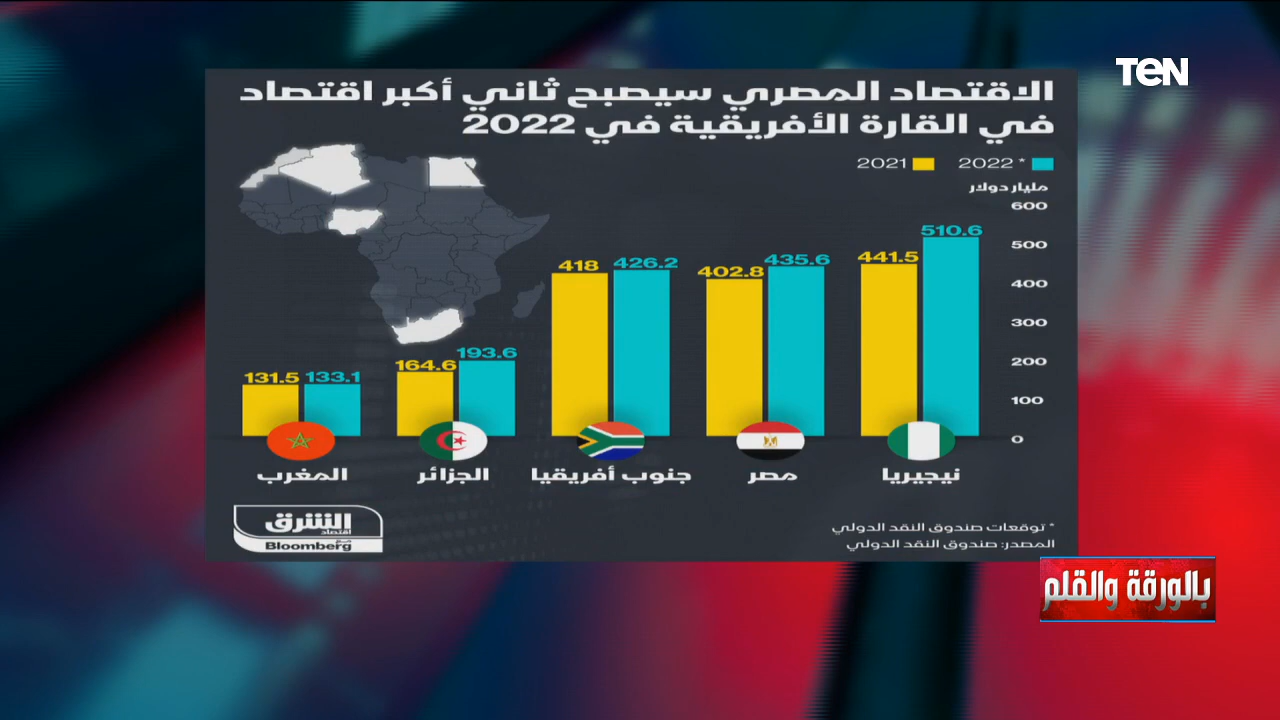 TEN
الاقتصاد المصري سيصبح ثاني أكبر اقتصاد
في القارة الأفريقية في 2022
2022 * 2021
مليار دولار
600
500
400
300
200
100
0
510.6
441.5
435.6
402.8
426.2
418
193.6
164.6
133.1
131.5
نيجيريا
مصر
جنوب أفريقيا
الجزائر
المغرب
* توقعات صندوق النقد الدولي
المصدر: صندوق النقد الدولي
الشرق
اقتصاد
مع
Bloomberg
بالورقة والقلم